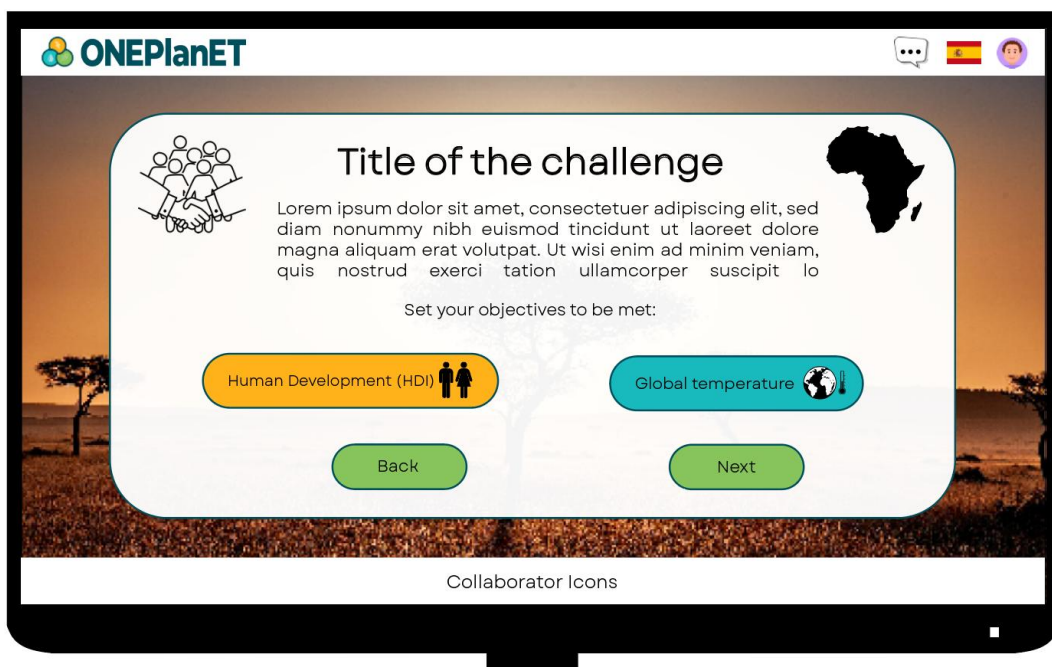 ONEPlanET
Title of the challenge
Lorem ipsum dolor sit amet, consectetuer adipiscing elit, sed
diam nonummy nibh euismod tincidunt ut laoreet dolore
magna aliquam erat volutpat. Ut wisi enim ad minim veniam,
quis nostrud exerci tation ullamcorper suscipit lo
Set your objectives to be met:
Human Development (HDI)
Global temperature
Back
Next
Collaborator Icons